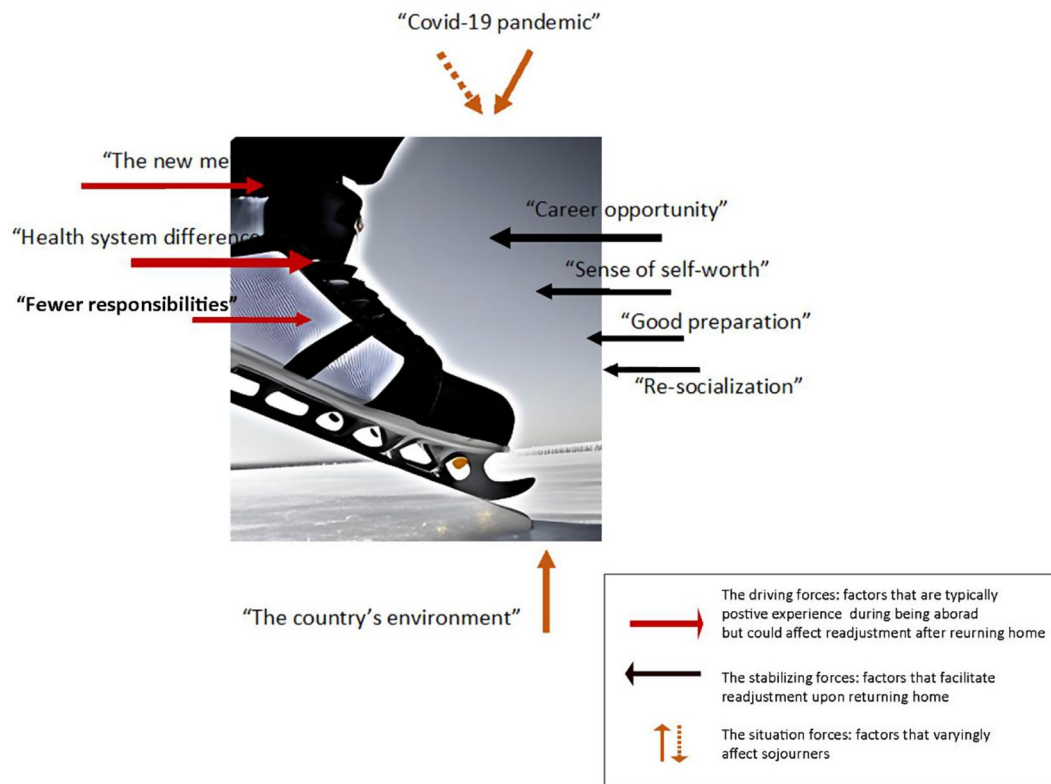 “Covid-19 pandemic”
“The new me
“Career opportunity”
“Health system difference
“Sense of self-worth”
“Fewer responsibilities”
“Good preparation”
“Re-socialization”
“The country’s environment”
The driving forces: factors that are typically
postive experience during being aborad
but could affect readjustment after reurning home
The stabilizing forces: factors that facilitate
readjustment upon returning home
The situation forces: factors that varyingly
affect sojourners